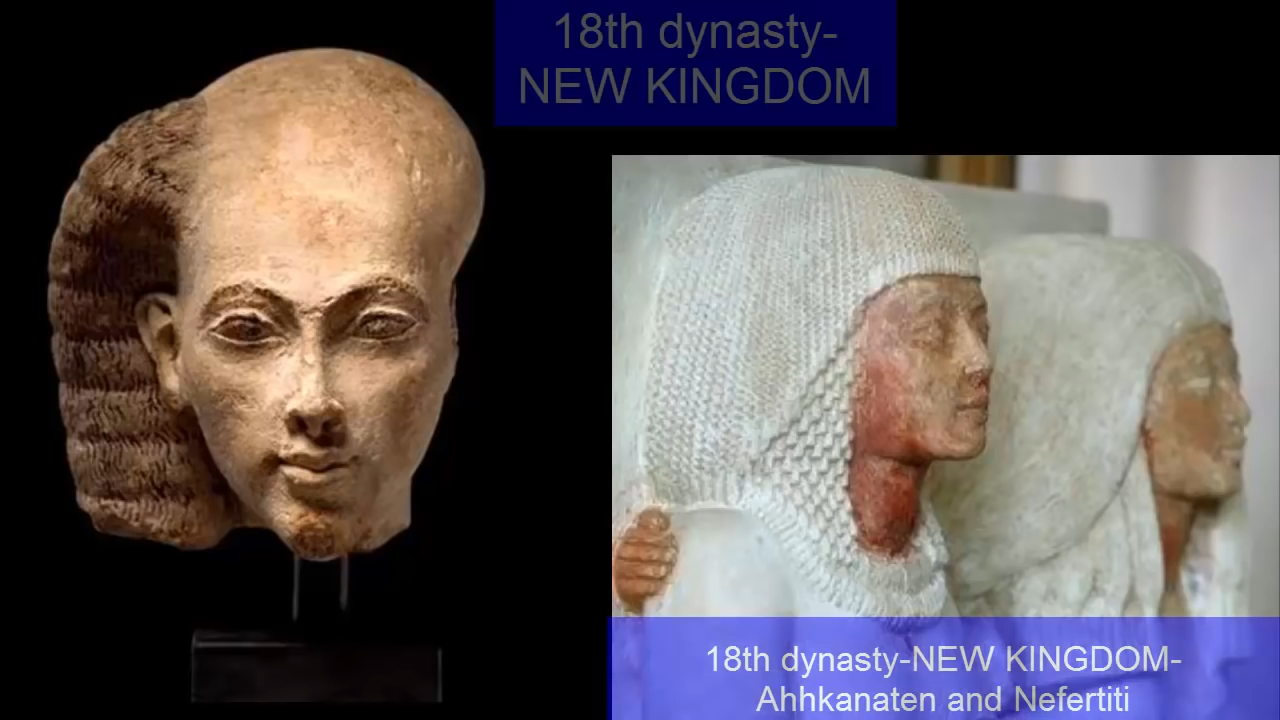 18th dynasty-
NEW KINGDOM
18th dynasty-NEW KINGDOM-
Ahhkanaten and Nefertiti